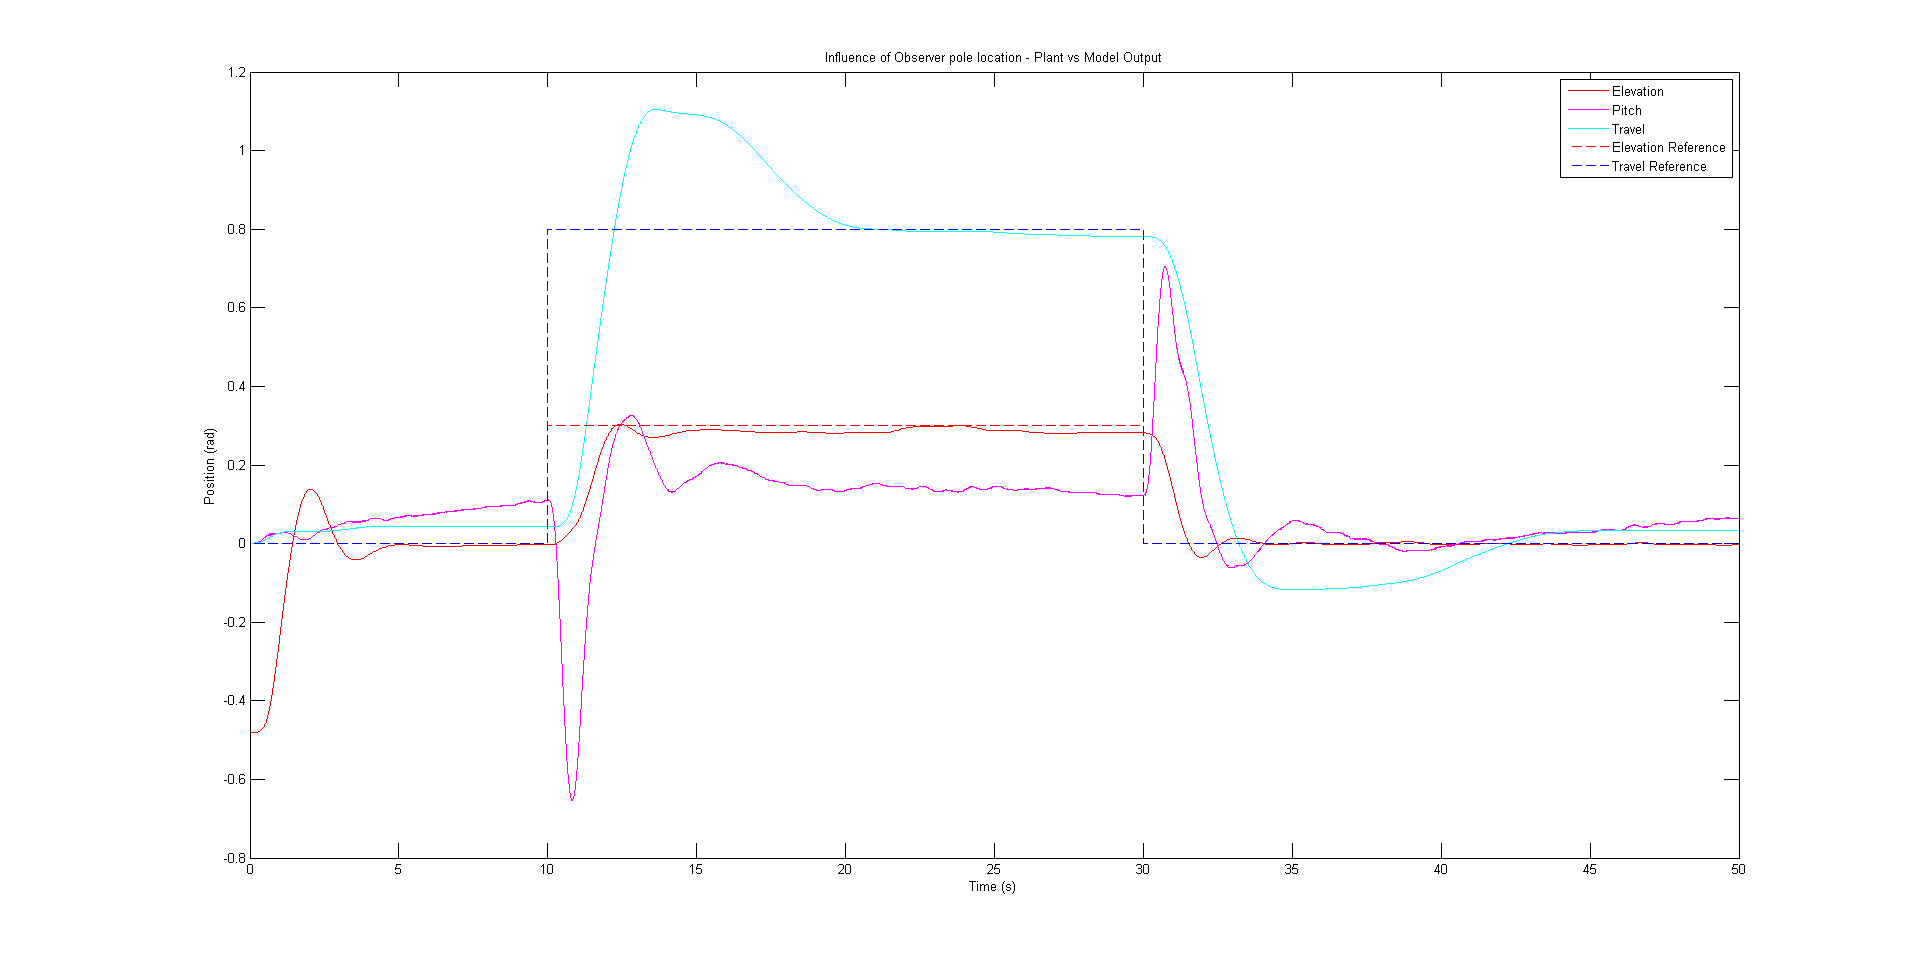 Influence of Observer pole location - Plant vs Model Output
1.2
1
0.8
0.6
0.4
0.2
0
-0.2
-0.4
-0.6
-0.8
Position (rad)
Elevation
Pitch
Travel
Elevation Reference
Travel Reference
0 5 10 15 20 25 30 35 40 45 50
Time (s)